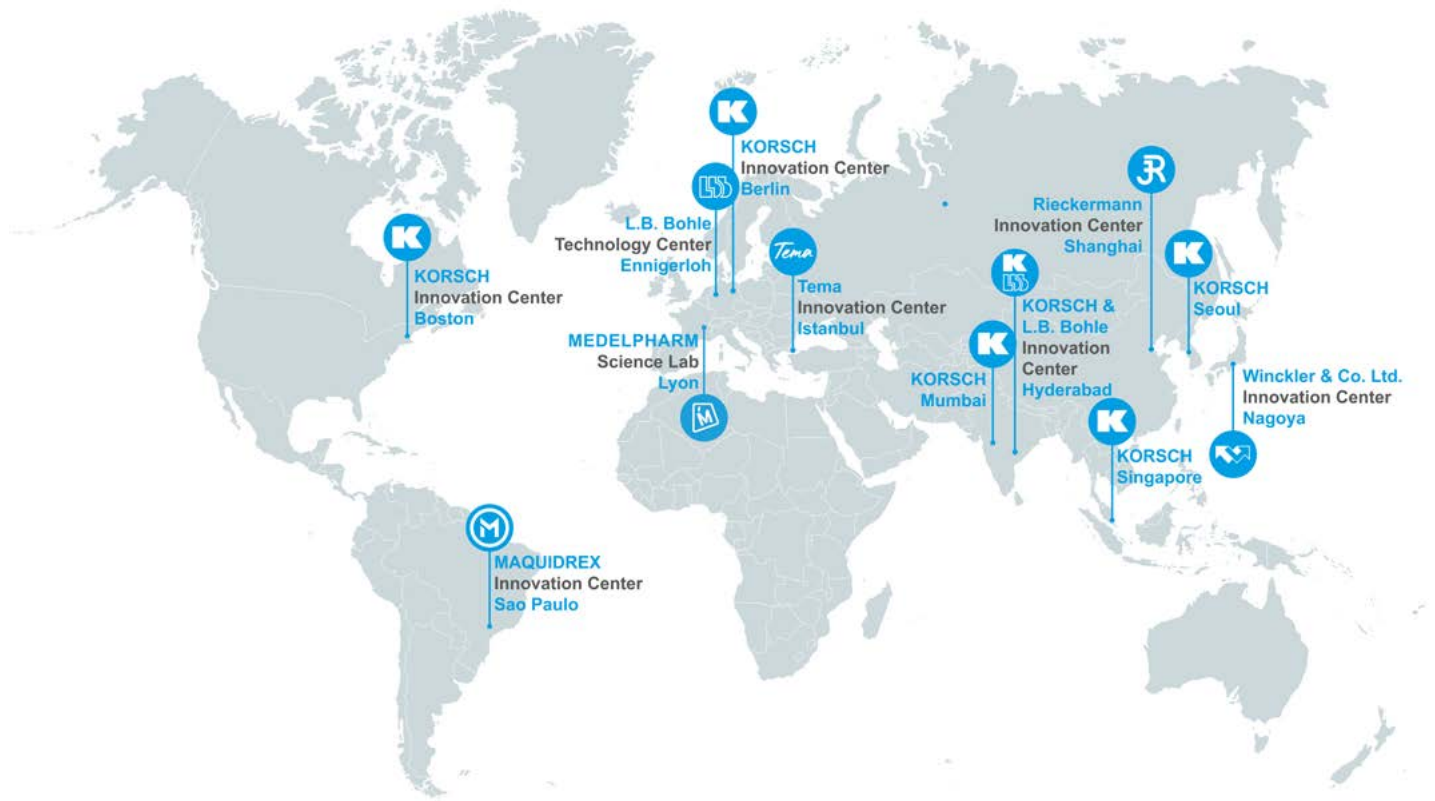 KORSCH
Innovation Center
Berlin
L.B. Bohle
Technology Center
Ennigerloh
KORSCH
Innovation Center
Boston
Tema
Tema
Innovation Center
Istanbul
MEDELPHARM
Science Lab
Lyon
M
JR
Rieckermann
Innovation Center
Shanghai
K
KORSCH
Seoul
K
KORSCH &
L.B. Bohle
Innovation
Center
Hyderabad
K
KORSCH
Mumbai
K
KORSCH
Singapore
Winckler & Co. Ltd.
Innovation Center
Nagoya
M
MAQUIDREX
Innovation Center
Sao Paulo
K
K